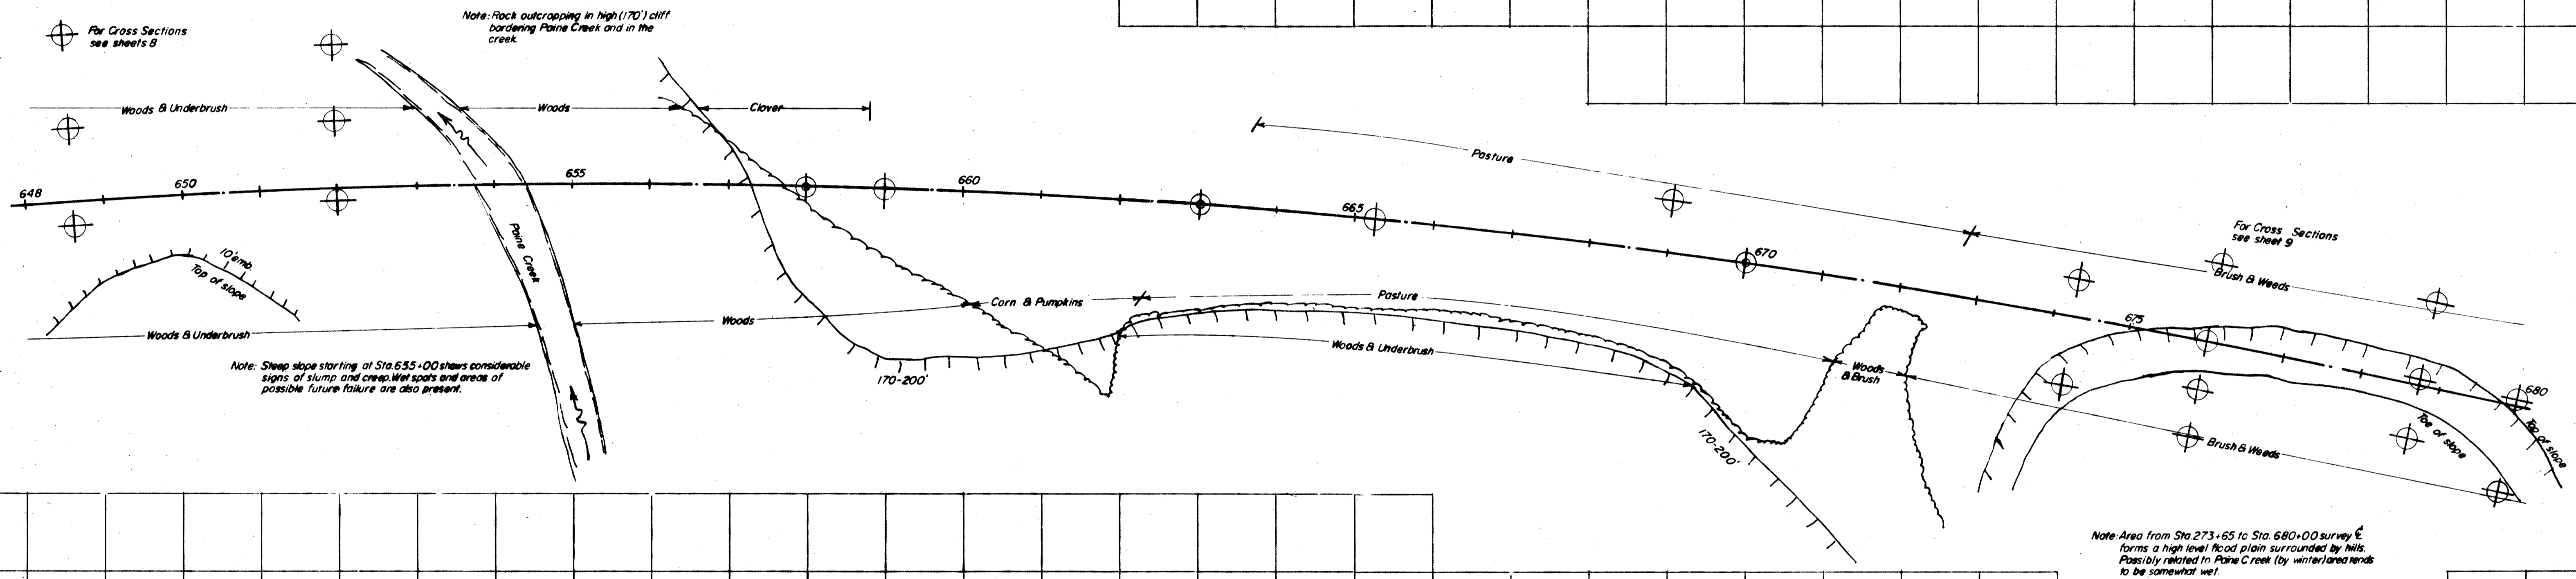 For Cross Sections
see sheets 8
Note: Rock outcropping in high (170') cliff
bordering Paine Creek and in the
creek.
Woods & Underbrush
Woods
Clover
Pasture
648
650
655
660
665
670
675
680
For Cross Sections
see sheet 9
Brush & Weeds
10' emb.
Top of slope
Paine Creek
Woods & Underbrush
Woods
Corn & Pumpkins
Pasture
Woods & Underbrush
Woods
& Brush
Note: Steep slope starting at Sta. 655+00 shows considerable
signs of slump and creep. Wet spots and areas of
possible future failure are also present.
170-200'
170-200'
Brush & Weeds
Toe of slope
Top of slope
Note: Area from Sta. 273+65 to Sta. 680+00 survey ℄
forms a high level flood plain surrounded by hills.
Possibly related to Paine Creek (by winter) area tends
to be somewhat wet.